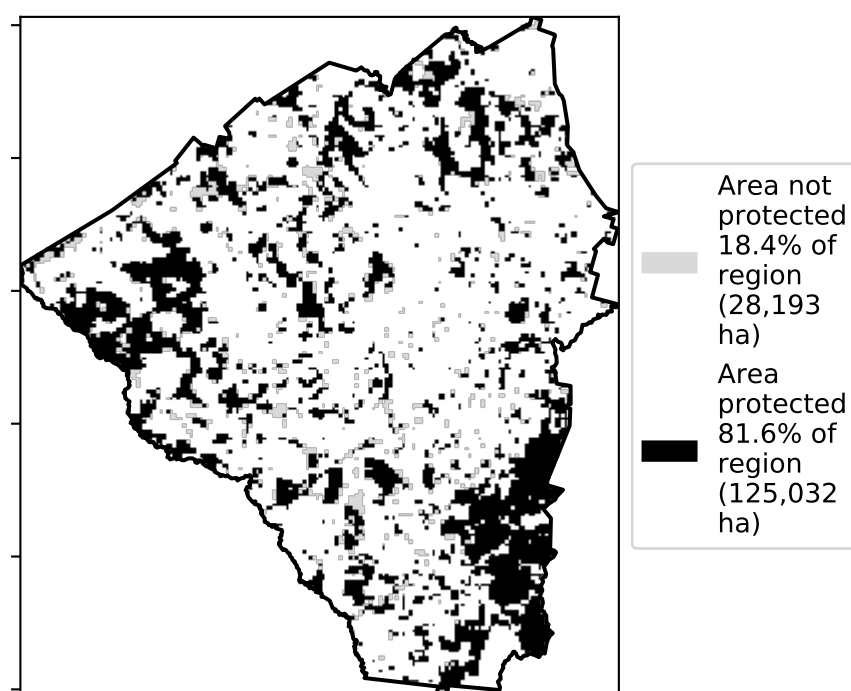 Area not
protected
18.4% of
region
(28,193
ha)
Area
protected
81.6% of
region
(125,032
ha)